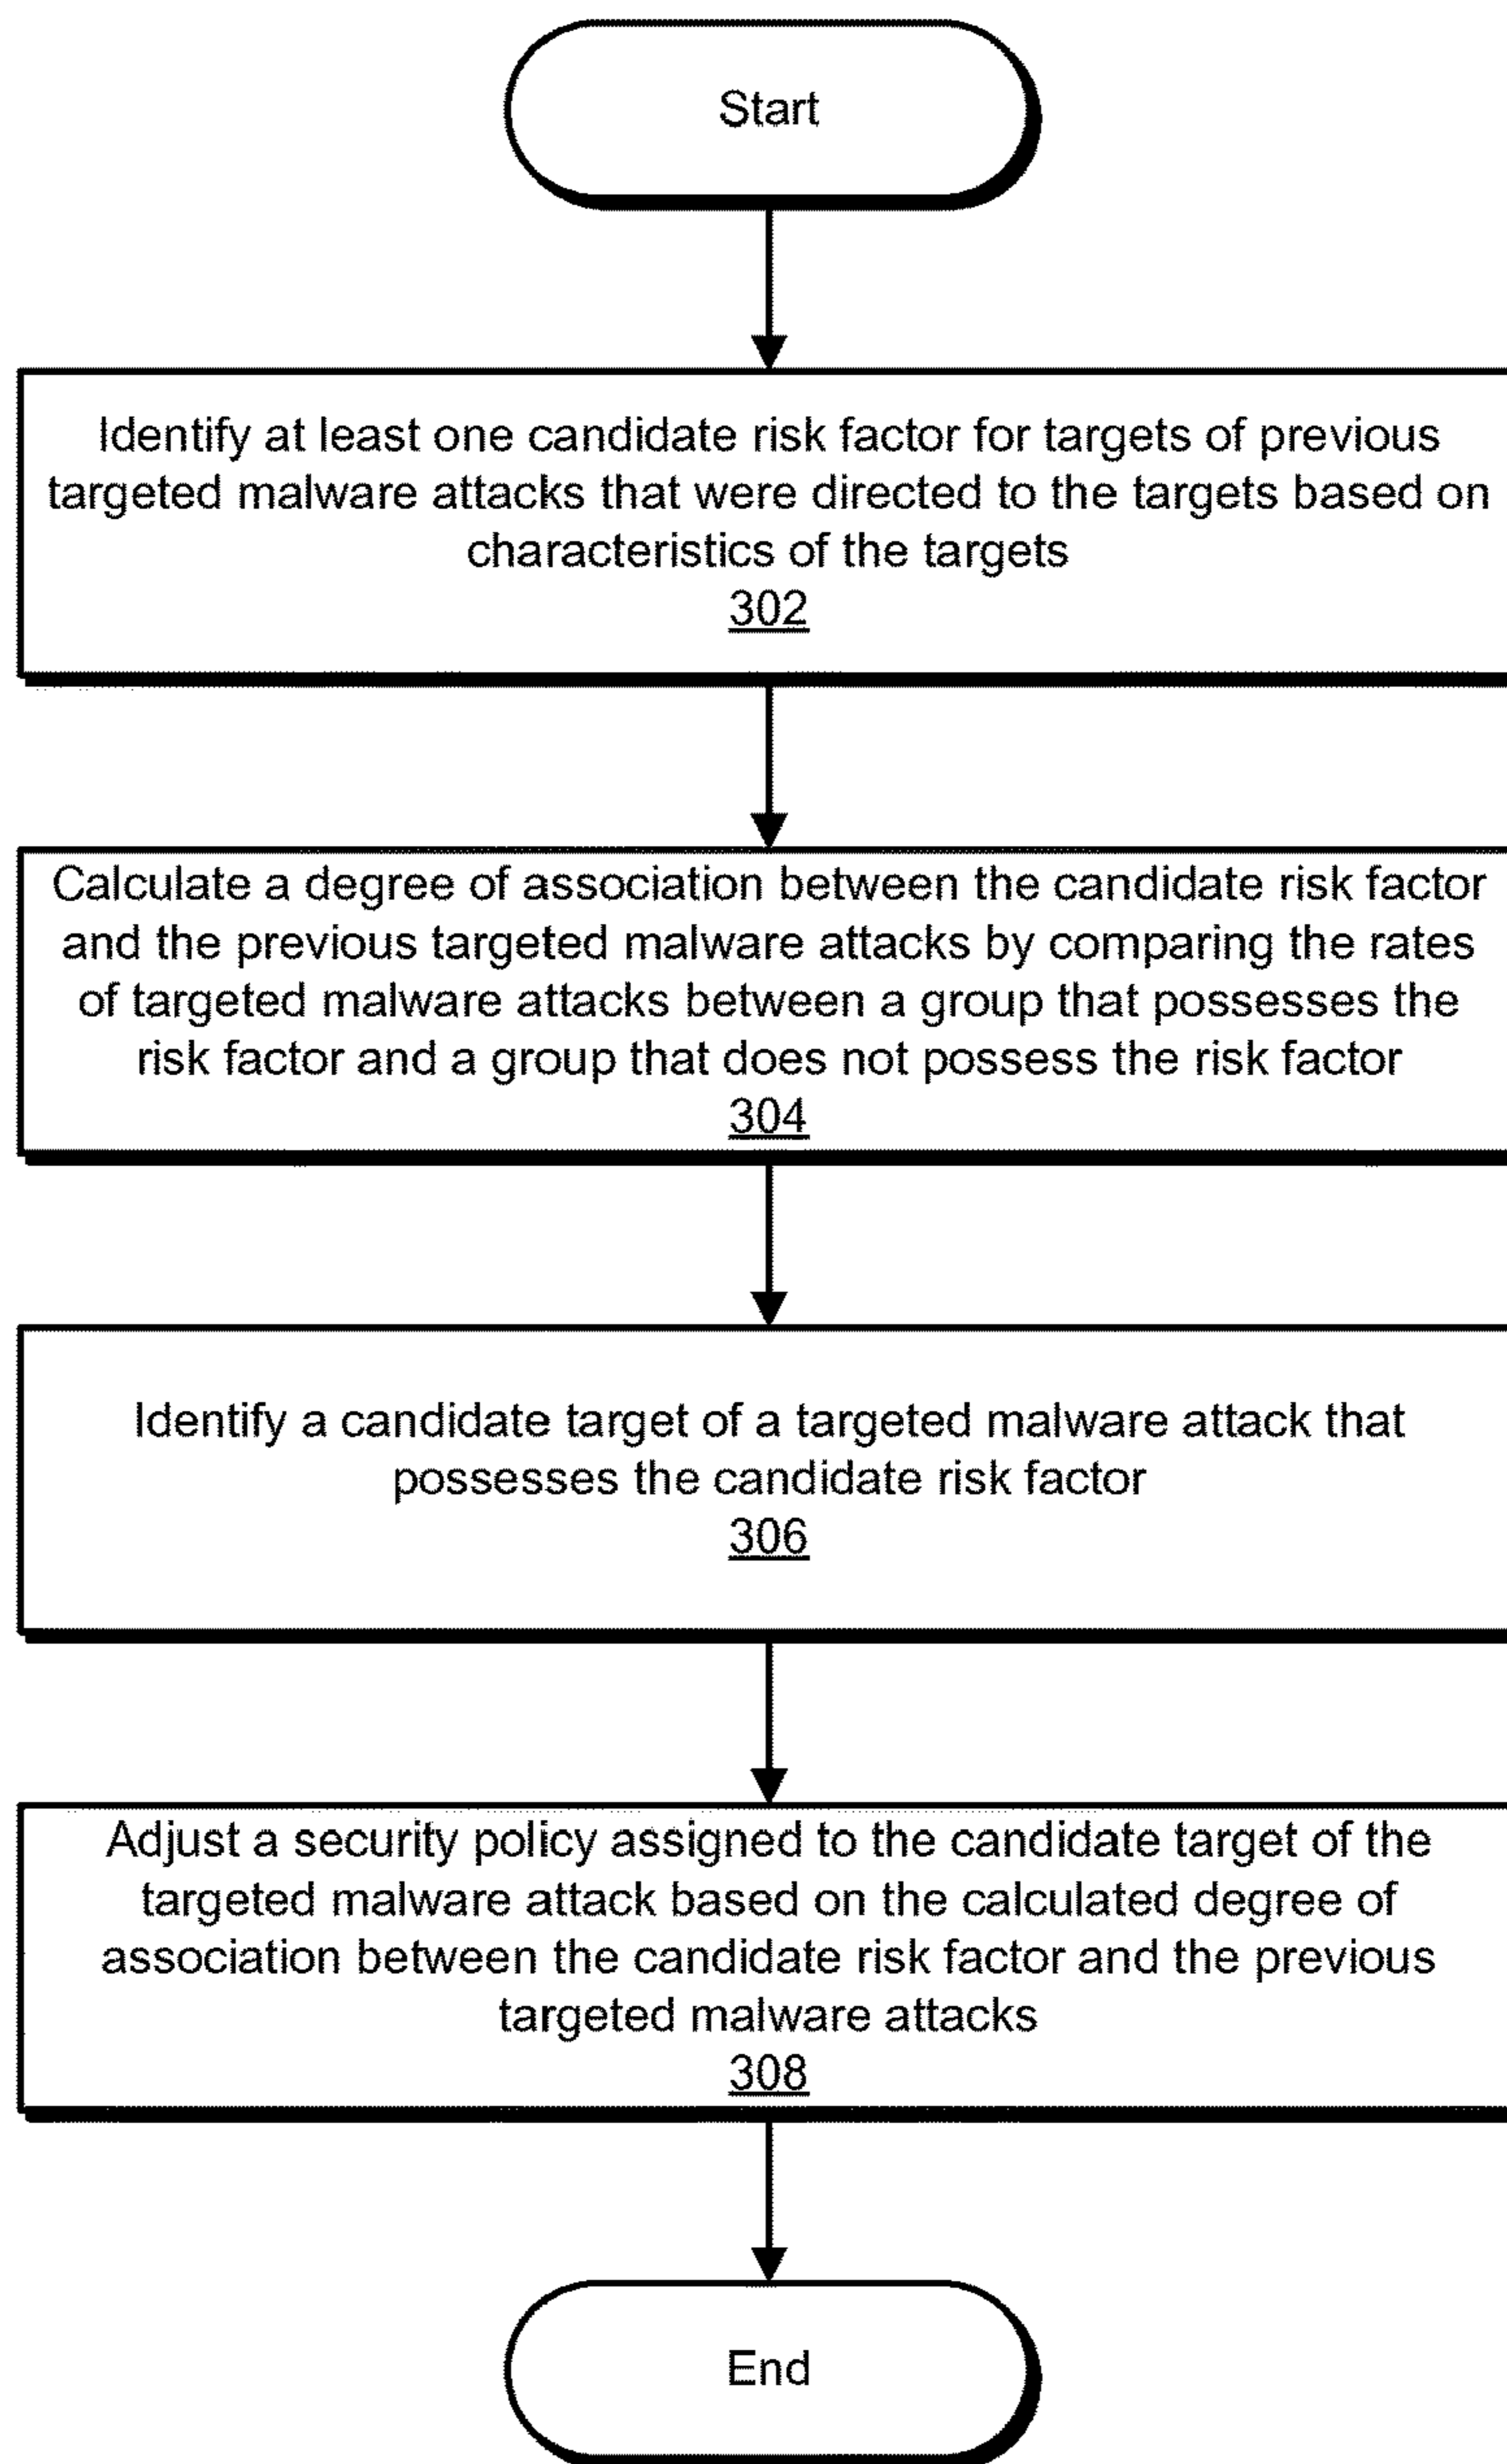 Start
Identify at least one candidate risk factor for targets of previous
targeted malware attacks that were directed to the targets based on
characteristics of the targets
302
Calculate a degree of association between the candidate risk factor
and the previous targeted malware attacks by comparing the rates
of targeted malware attacks between a group that possesses the
risk factor and a group that does not possess the risk factor
304
Identify a candidate target of a targeted malware attack that
possesses the candidate risk factor
306
Adjust a security policy assigned to the candidate target of the
targeted malware attack based on the calculated degree of
association between the candidate risk factor and the previous
targeted malware attacks
308
End